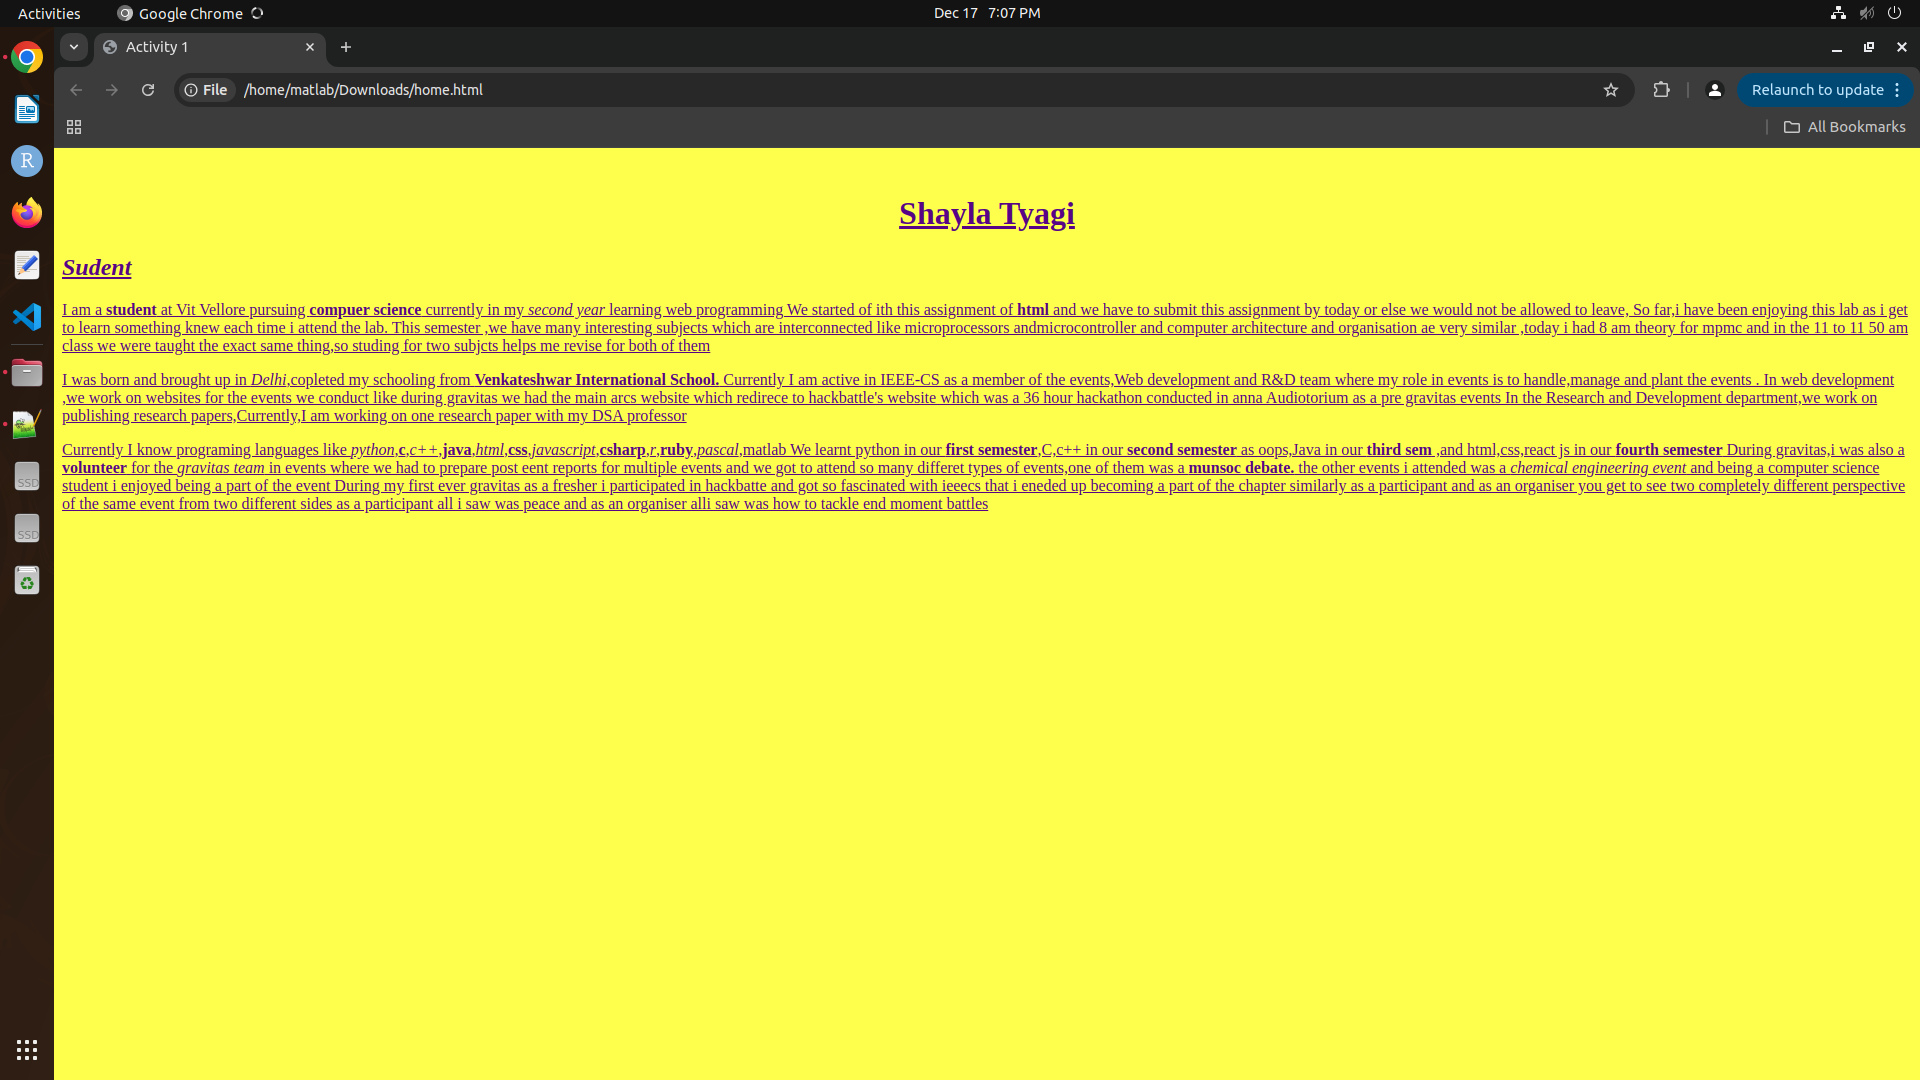 Activities Google Chrome Dec 17 7:07 PM
Activity 1
File /home/matlab/Downloads/home.html Relaunch to update
All Bookmarks
Shayla Tyagi
Sudent
I am a student at Vit Vellore pursuing compuer science currently in my second year learning web programming We started of ith this assignment of html and we have to submit this assignment by today or else we would not be allowed to leave, So far,i have been enjoying this lab as i get
to learn something knew each time i attend the lab. This semester ,we have many interesting subjects which are interconnected like microprocessors andmicrocontroller and computer architecture and organisation ae very similar ,today i had 8 am theory for mpmc and in the 11 to 11 50 am
class we were taught the exact same thing,so studing for two subjcts helps me revise for both of them
I was born and brought up in Delhi,copleted my schooling from Venkateshwar International School. Currently I am active in IEEE-CS as a member of the events,Web development and R&D team where my role in events is to handle,manage and plant the events . In web development
,we work on websites for the events we conduct like during gravitas we had the main arcs website which redirece to hackbattle's website which was a 36 hour hackathon conducted in anna Audiotorium as a pre gravitas events In the Research and Development department,we work on
publishing research papers,Currently,I am working on one research paper with my DSA professor
Currently I know programing languages like python,c,c++,java,html,css,javascript,csharp,r,ruby,pascal,matlab We learnt python in our first semester,C,c++ in our second semester as oops,Java in our third sem ,and html,css,react js in our fourth semester During gravitas,i was also a
volunteer for the gravitas team in events where we had to prepare post eent reports for multiple events and we got to attend so many differet types of events,one of them was a munsoc debate. the other events i attended was a chemical engineering event and being a computer science
student i enjoyed being a part of the event During my first ever gravitas as a fresher i participated in hackbatte and got so fascinated with ieeecs that i eneded up becoming a part of the chapter similarly as a participant and as an organiser you get to see two completely different perspective
of the same event from two different sides as a participant all i saw was peace and as an organiser alli saw was how to tackle end moment battles
R
SSD
SSD